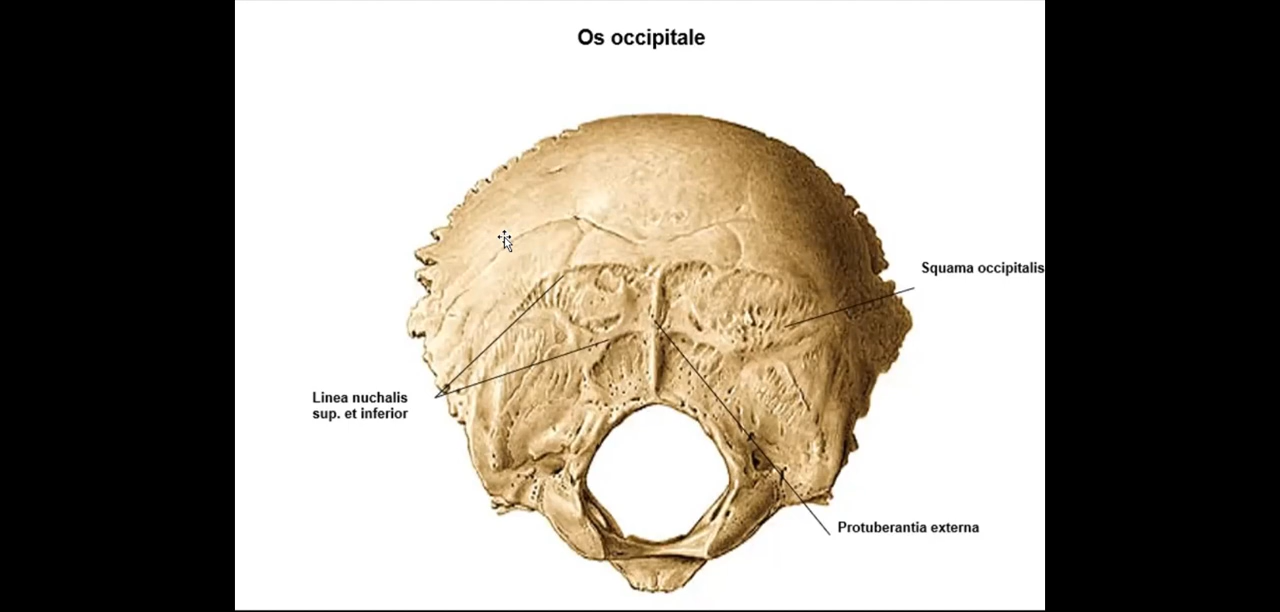 Os occipitale
Squama occipitalis
Linea nuchalis
sup. et inferior
Protuberantia externa